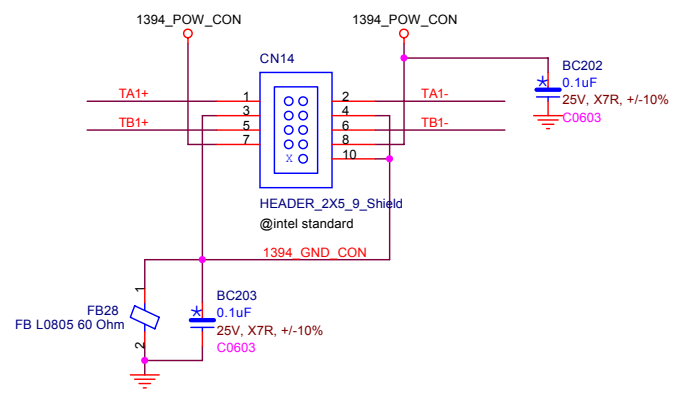 1394_POW_CON
1394_POW_CON
CN14
BC202
0.1uF
25V, X7R, +/-10%
C0603
TA1+
1
2
TA1-
3
4
TB1+
5
6
TB1-
7
8
X
10
HEADER_2X5_9_Shield
@intel standard
1394_GND_CON
1
BC203
FB28
0.1uF
FB L0805 60 Ohm
25V, X7R, +/-10%
2
C0603